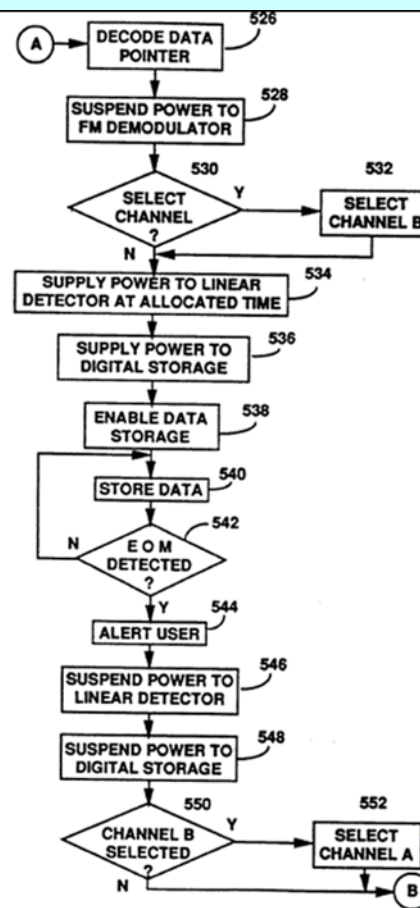 A
DECODE DATA
POINTER
526
SUSPEND POWER TO
FM DEMODULATOR
528
530
SELECT
CHANNEL
?
Y
N
532
SELECT
CHANNEL B
SUPPLY POWER TO LINEAR
DETECTOR AT ALLOCATED TIME
534
SUPPLY POWER TO
DIGITAL STORAGE
536
ENABLE DATA
STORAGE
538
STORE DATA
540
542
E O M
DETECTED
?
N
Y
544
ALERT USER
SUSPEND POWER TO
LINEAR DETECTOR
546
SUSPEND POWER TO
DIGITAL STORAGE
548
550
CHANNEL B
SELECTED
?
Y
N
552
SELECT
CHANNEL A
B